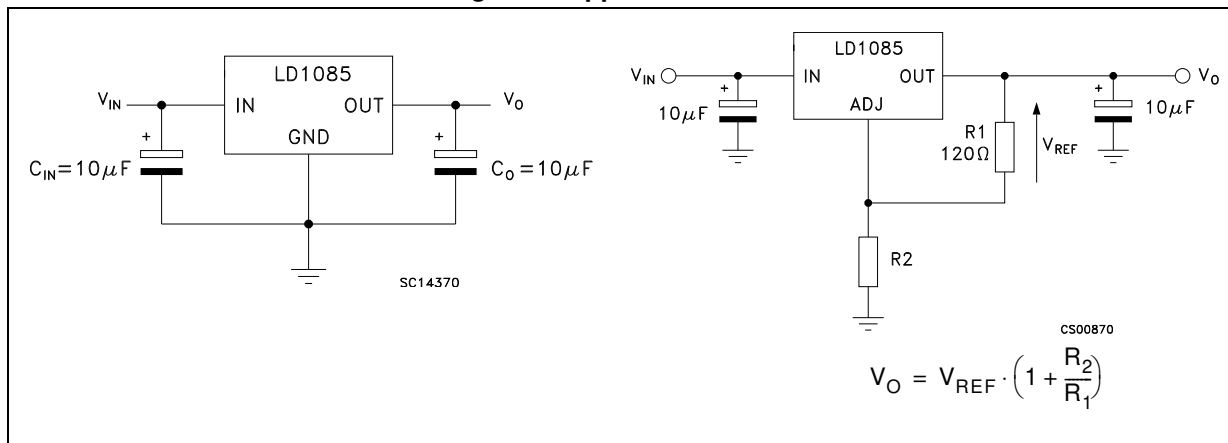 LD1085
V_IN
IN
OUT
V_O
GND
+
+
C_IN=10μF
C_O=10μF
SC14370
LD1085
V_IN
IN
OUT
V_O
ADJ
+
+
10μF
10μF
R1
120Ω
V_REF
R2
CS00870
V_O = V_REF · (1 + R_2/R_1)